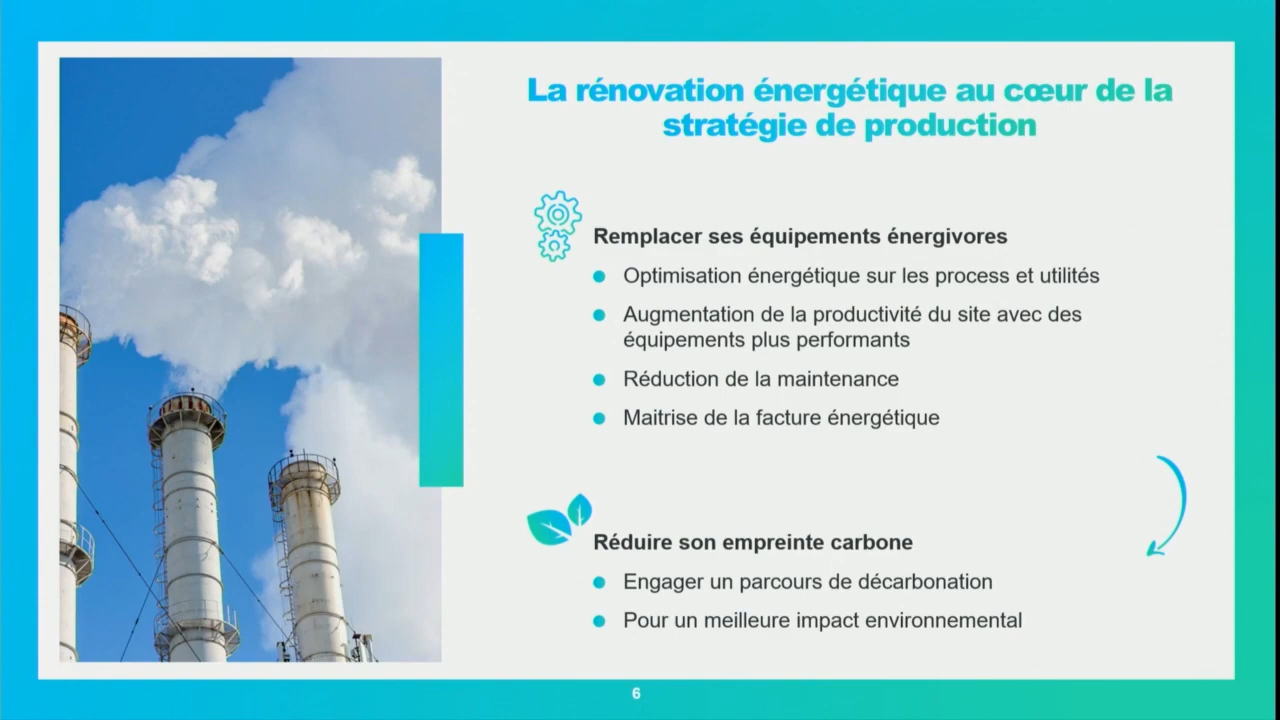 La rénovation énergétique au cœur de la
stratégie de production
Remplacer ses équipements énergivores
Optimisation énergétique sur les process et utilités
Augmentation de la productivité du site avec des
équipements plus performants
Réduction de la maintenance
Maitrise de la facture énergétique
Réduire son empreinte carbone
Engager un parcours de décarbonation
Pour un meilleure impact environnemental
6